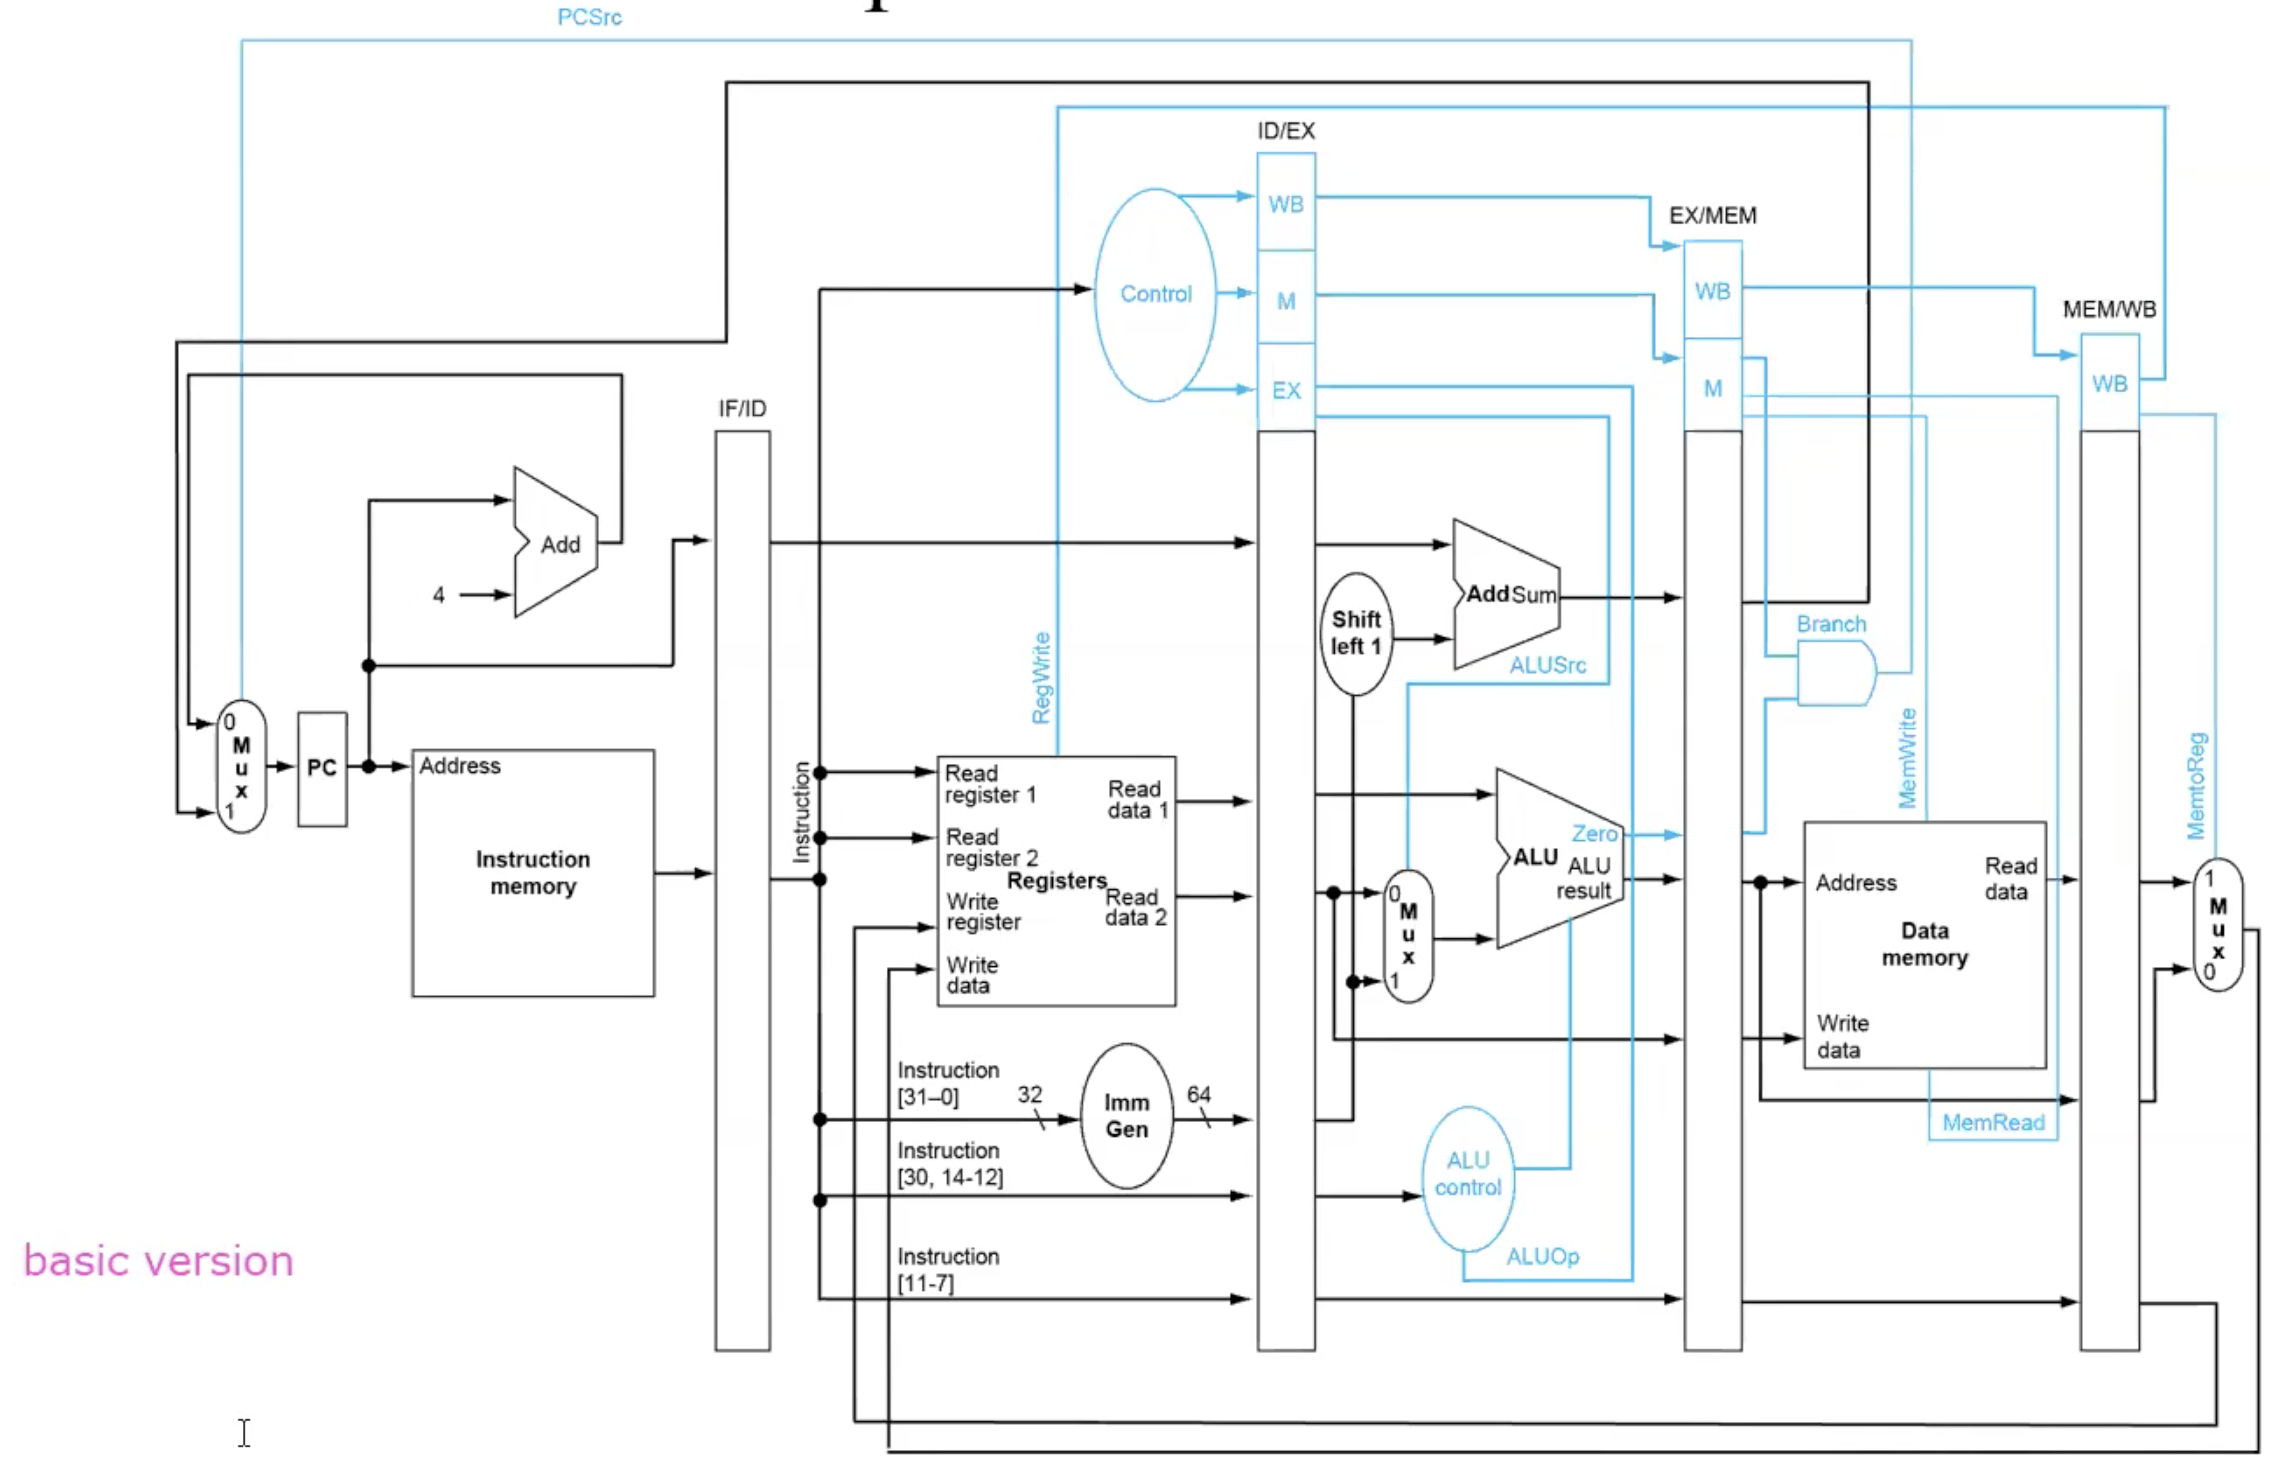 PCSrc
ID/EX
WB
EX/MEM
Control
M
WB
MEM/WB
EX
M
WB
IF/ID
Add
4
Add Sum
Shift
left 1
Branch
ALUSrc
RegWrite
MemWrite
MemtoReg
0
M
u
x
1
PC
Address
Instruction
memory
Instruction
Read
register 1
Read
register 2
Registers
Write
register
Write
data
Read
data 1
Read
data 2
Zero
ALU
ALU
result
0
M
u
x
1
Address
Read
data
Data
memory
Write
data
1
M
u
x
0
MemRead
Instruction
[31–0]
32
Imm
Gen
64
Instruction
[30, 14-12]
ALU
control
ALUOp
Instruction
[11-7]
basic version